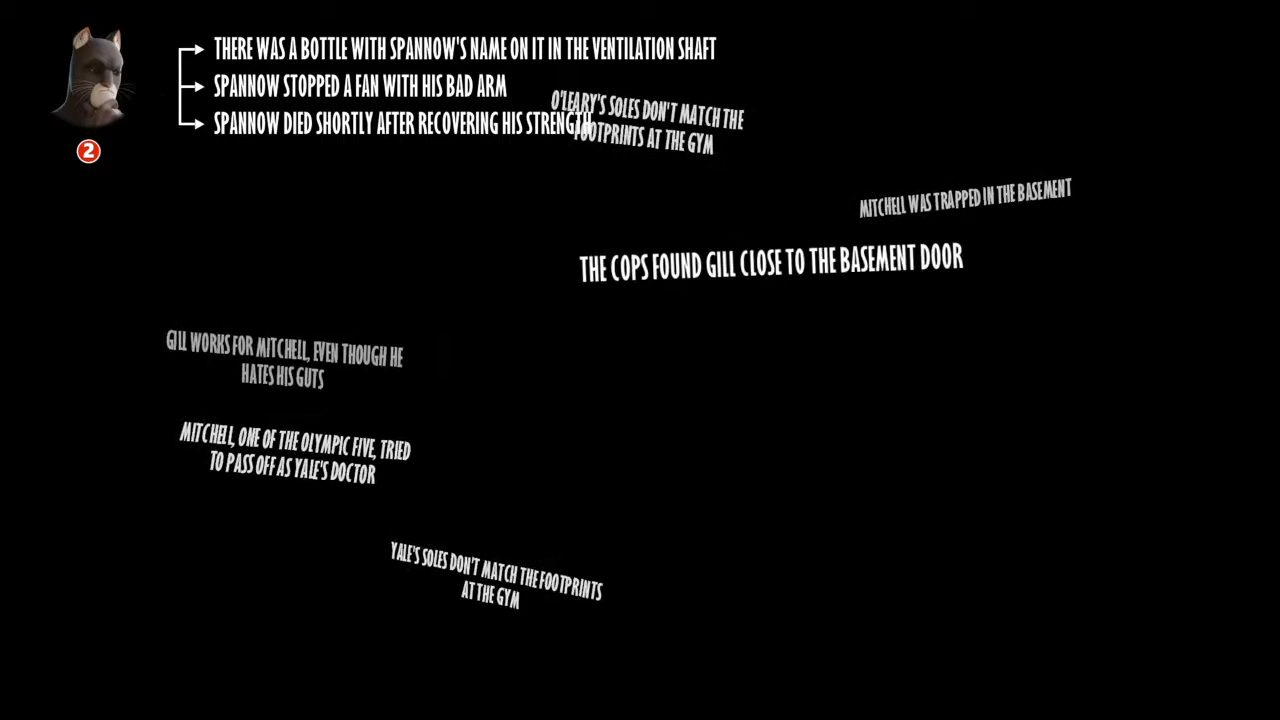 THERE WAS A BOTTLE WITH SPANNOW'S NAME ON IT IN THE VENTILATION SHAFT
SPANNOW STOPPED A FAN WITH HIS BAD ARM
SPANNOW DIED SHORTLY AFTER RECOVERING HIS STRENGTH
2
O'LEARY'S SOLES DON'T MATCH THE
FOOTPRINTS AT THE GYM
MITCHELL WAS TRAPPED IN THE BASEMENT
THE COPS FOUND GILL CLOSE TO THE BASEMENT DOOR
GILL WORKS FOR MITCHELL, EVEN THOUGH HE
HATES HIS GUTS
MITCHELL, ONE OF THE OLYMPIC FIVE, TRIED
TO PASS OFF AS YALE'S DOCTOR
YALE'S SOLES DON'T MATCH THE FOOTPRINTS
AT THE GYM